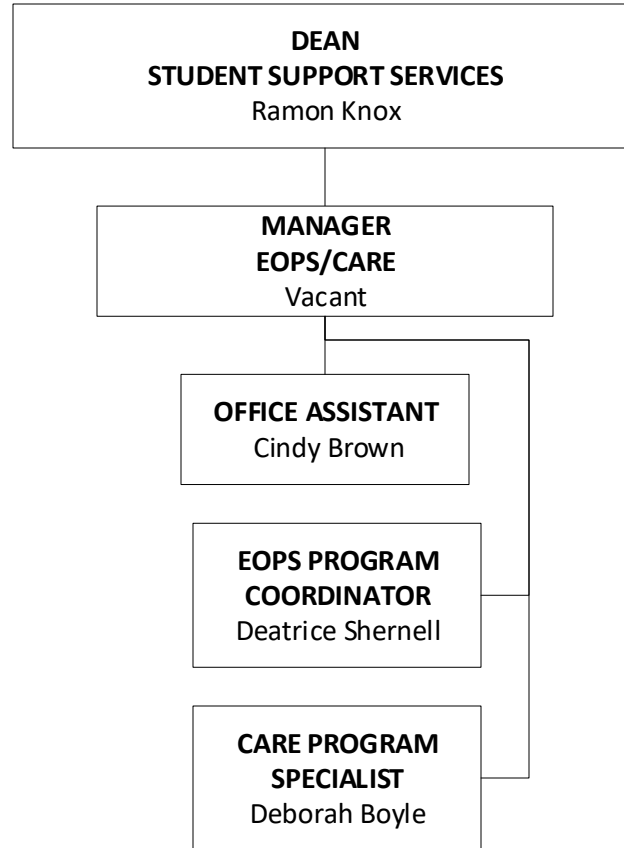 DEAN
STUDENT SUPPORT SERVICES
Ramon Knox
MANAGER
EOPS/CARE
Vacant
OFFICE ASSISTANT
Cindy Brown
EOPS PROGRAM
COORDINATOR
Deatrice Shernell
CARE PROGRAM
SPECIALIST
Deborah Boyle